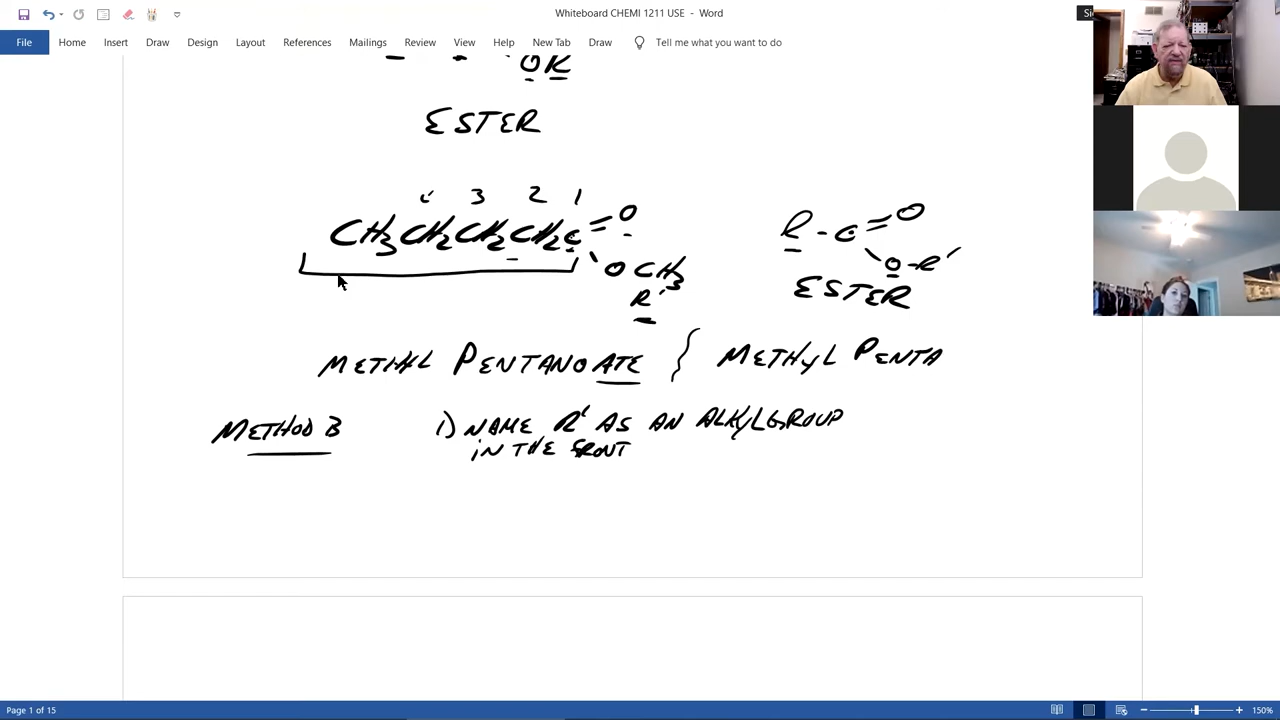 Whiteboard CHEMI 1211 USE - Word
File Home Insert Draw Design Layout References Mailings Review View Help New Tab Draw Tell me what you want to do
OR
ESTER
3 2 1
CH3CH2CH2CH2C=O
OCH3
R'
R-C=O
O-R'
ESTER
METHYL PENTANOATE { METHYL PENTA
METHOD B 1) NAME R' AS AN ALKYL GROUP
IN THE FRONT
Page 1 of 15 150%